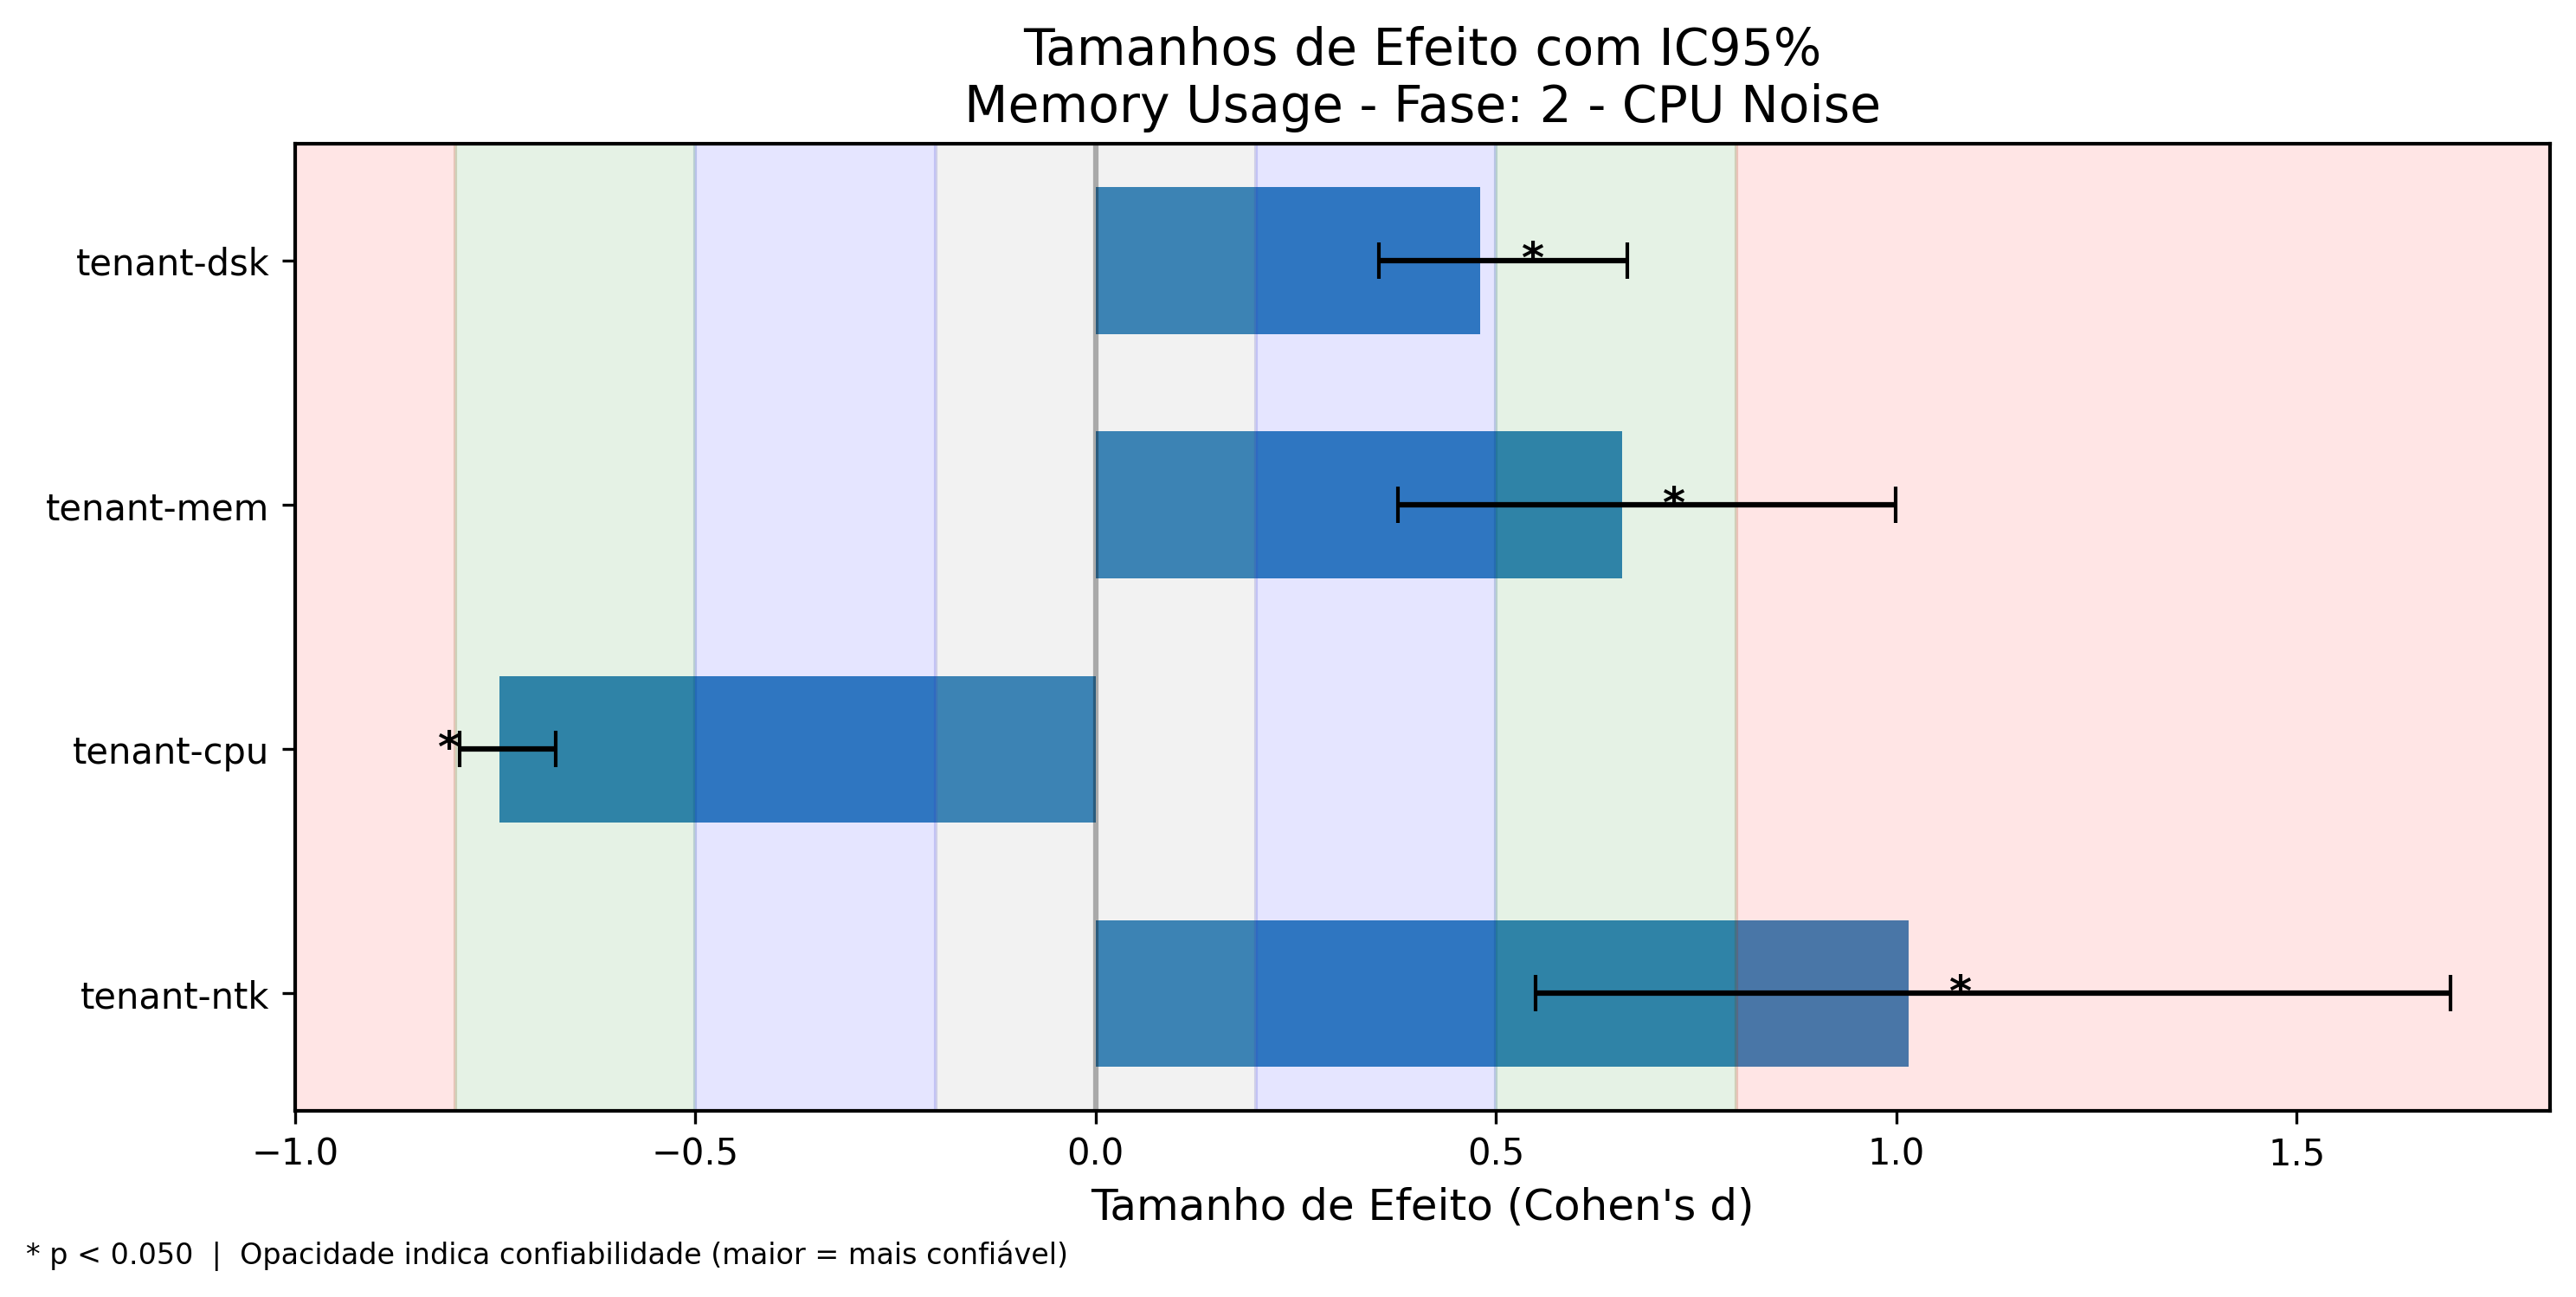 Tamanhos de Efeito com IC95%
Memory Usage - Fase: 2 - CPU Noise
tenant-dsk
*
tenant-mem
*
tenant-cpu
*
tenant-ntk
*
−1.0
−0.5
0.0
0.5
1.0
1.5
Tamanho de Efeito (Cohen's d)
* p < 0.050 | Opacidade indica confiabilidade (maior = mais confiável)